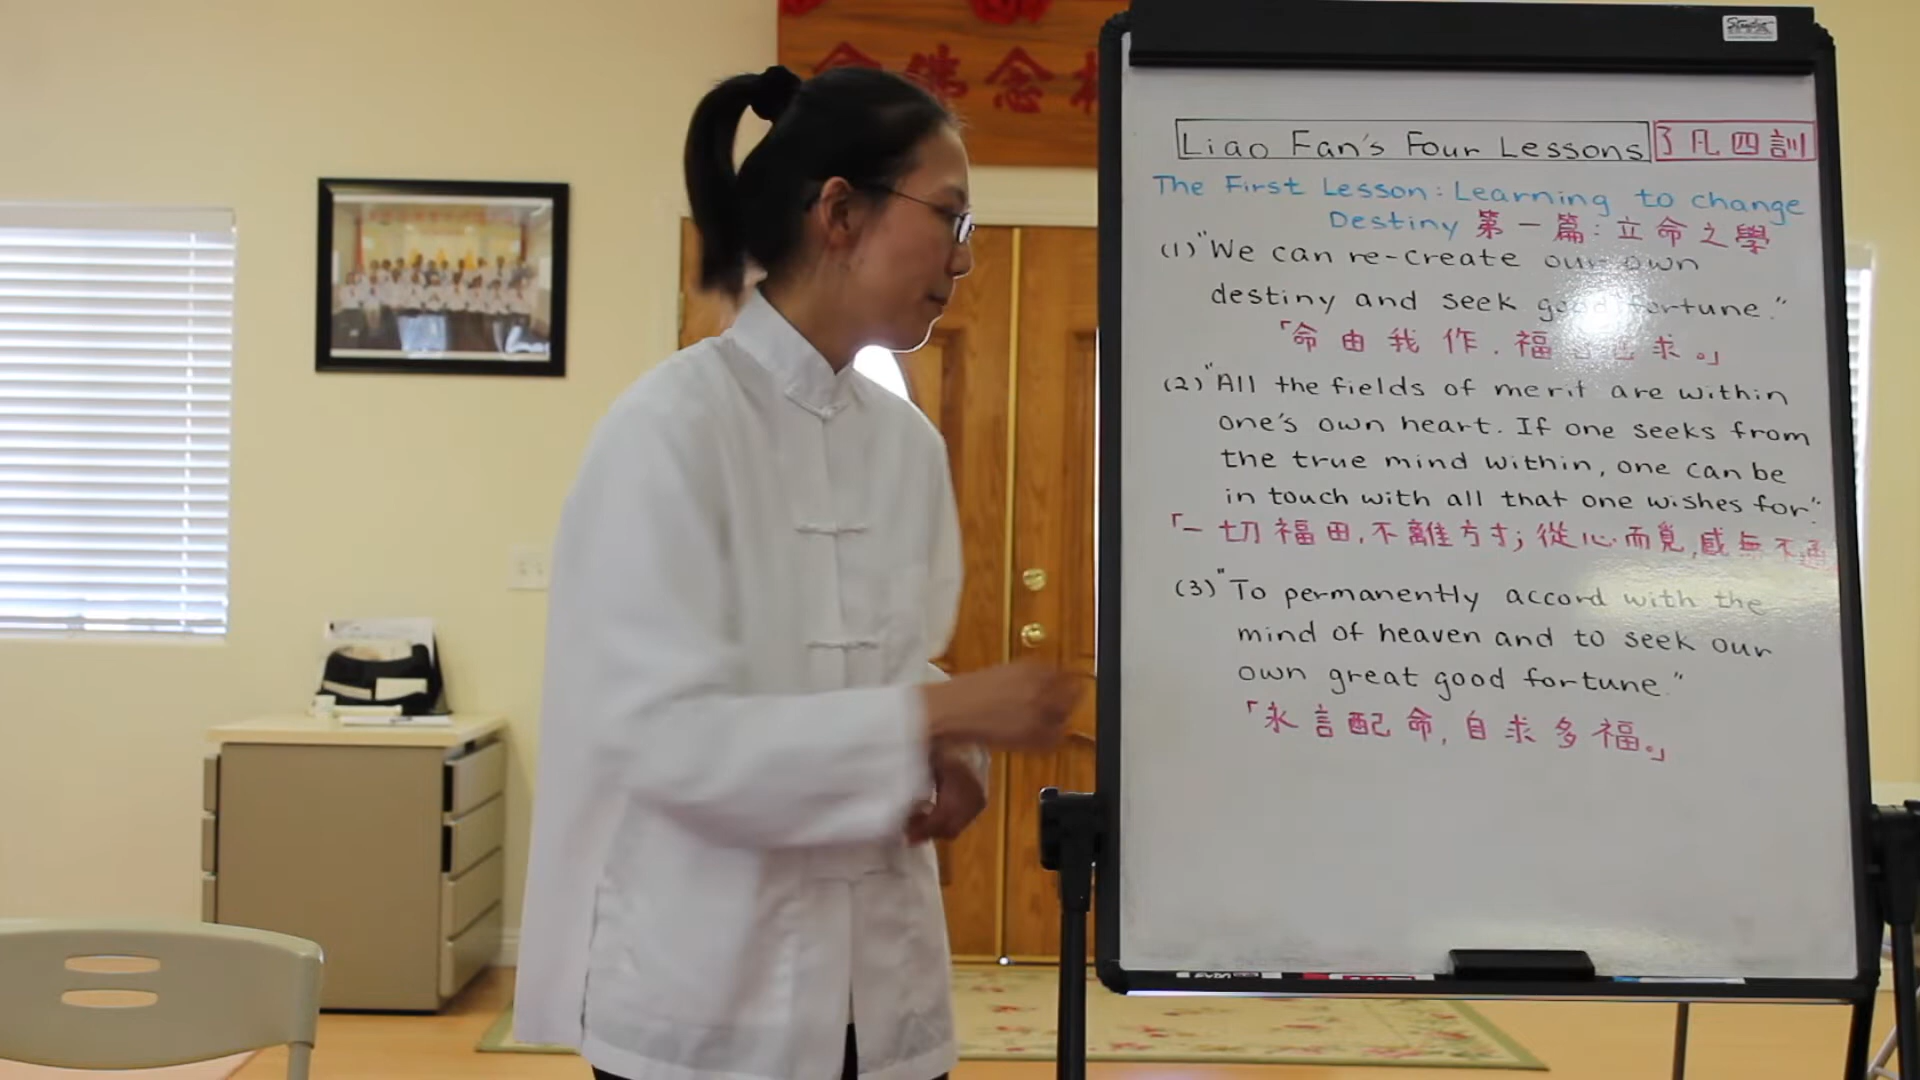 佛念
Liao Fan's Four Lessons 了凡四訓
The First Lesson: Learning to change
Destiny 第一篇:立命之學
(1) "We can re-create our own
destiny and seek good fortune."
「命由我作.福求。」
(2) "All the fields of merit are within
one's own heart. If one seeks from
the true mind within, one can be
in touch with all that one wishes for."
「一切福田,不離方寸;從心而覓,感無不通
(3) "To permanently accord with the
mind of heaven and to seek our
own great good fortune."
「永言配命,自求多福。」